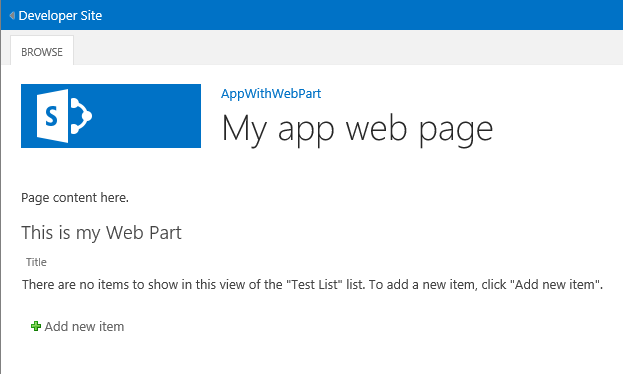 Developer Site
BROWSE
S
AppWithWebPart
My app web page
Page content here.
This is my Web Part
Title
There are no items to show in this view of the "Test List" list. To add a new item, click "Add new item".
Add new item